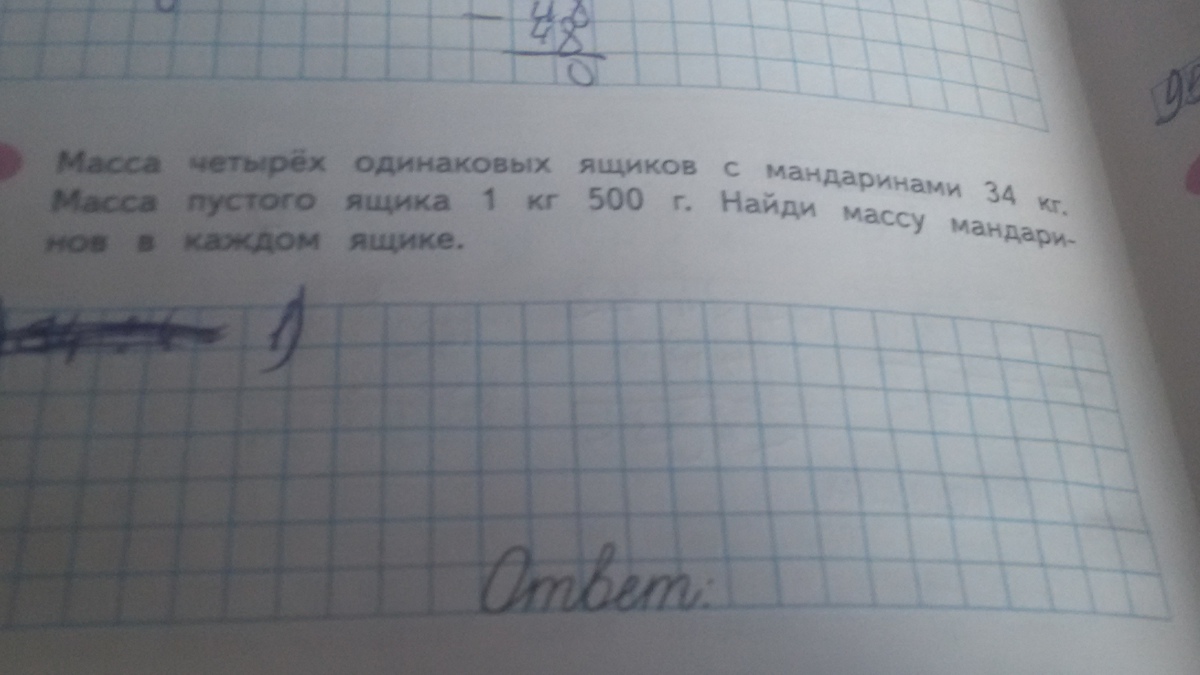 48
48
0
Масса четырёх одинаковых ящиков с мандаринами 34 кг.
Масса пустого ящика 1 кг 500 г. Найди массу мандари-
нов в каждом ящике.
1)
Ответ: